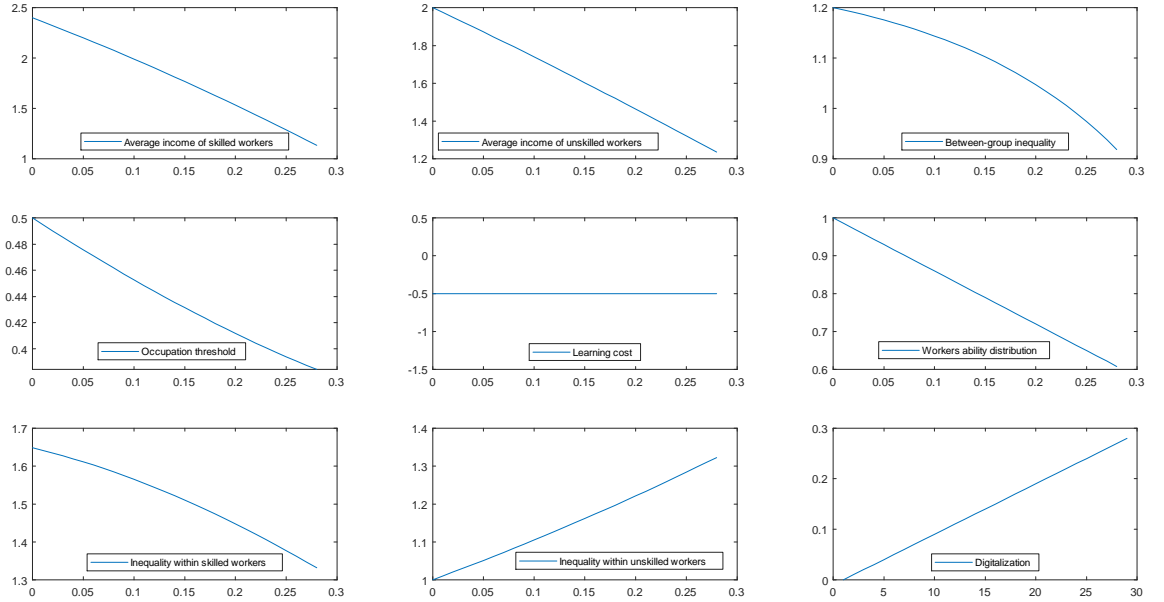 2.5
2
1.5
1
Average income of skilled workers
0 0.05 0.1 0.15 0.2 0.25 0.3
2
1.8
1.6
1.4
1.2
Average income of unskilled workers
0 0.05 0.1 0.15 0.2 0.25 0.3
1.2
1.1
1
0.9
Between-group inequality
0 0.05 0.1 0.15 0.2 0.25 0.3
0.5
0.48
0.46
0.44
0.42
0.4
Occupation threshold
0 0.05 0.1 0.15 0.2 0.25 0.3
0.5
0
-0.5
-1
-1.5
Learning cost
0 0.05 0.1 0.15 0.2 0.25 0.3
1
0.9
0.8
0.7
0.6
Workers ability distribution
0 0.05 0.1 0.15 0.2 0.25 0.3
1.7
1.6
1.5
1.4
1.3
Inequality within skilled workers
0 0.05 0.1 0.15 0.2 0.25 0.3
1.4
1.3
1.2
1.1
1
Inequality within unskilled workers
0 0.05 0.1 0.15 0.2 0.25 0.3
0.3
0.2
0.1
0
Digitalization
0 5 10 15 20 25 30